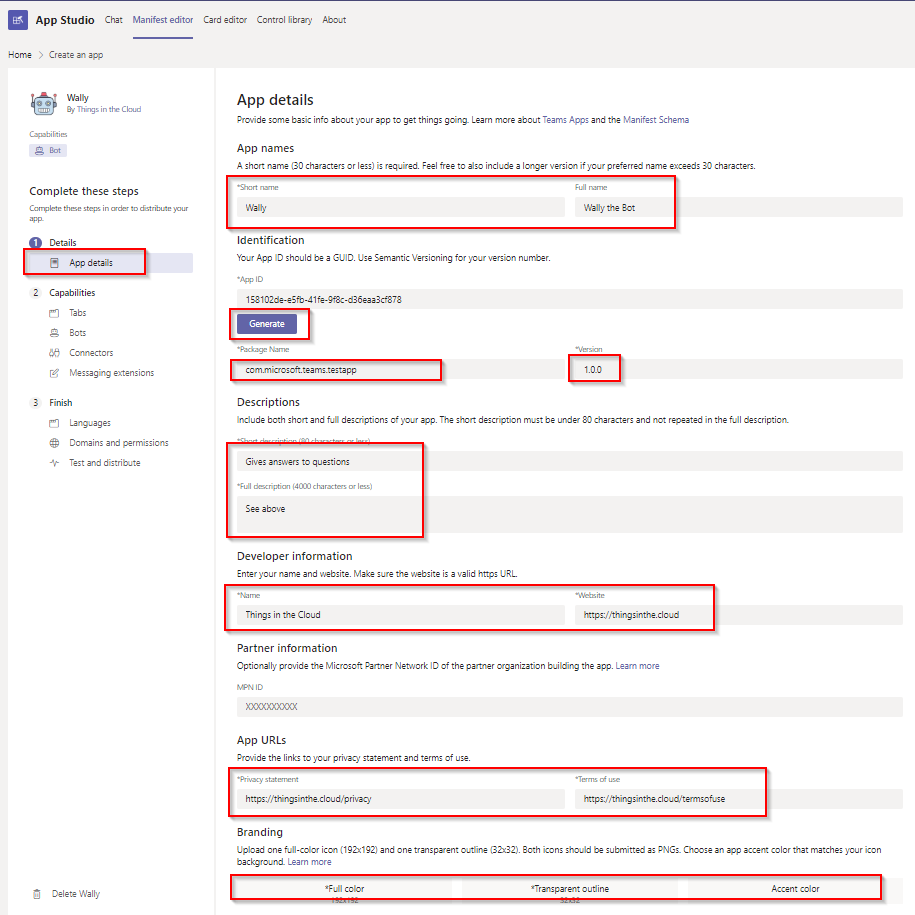 App Studio Chat Manifest editor Card editor Control library About
Home > Create an app
Wally
By Things in the Cloud
Capabilities
Bot
Complete these steps
Complete these steps in order to distribute your
app.
1 Details
App details
2 Capabilities
Tabs
Bots
Connectors
Messaging extensions
3 Finish
Languages
Domains and permissions
Test and distribute
Delete Wally
App details
Provide some basic info about your app to get things going. Learn more about Teams Apps and the Manifest Schema
App names
A short name (30 characters or less) is required. Feel free to also include a longer version if your preferred name exceeds 30 characters.
*Short name Full name
Wally Wally the Bot
Identification
Your App ID should be a GUID. Use Semantic Versioning for your version number.
*App ID
158102de-e5fb-41fe-9f8c-d36eaa3cf878
Generate
*Package Name *Version
com.microsoft.teams.testapp 1.0.0
Descriptions
Include both short and full descriptions of your app. The short description must be under 80 characters and not repeated in the full description.
*Short description (80 characters or less)
Gives answers to questions
*Full description (4000 characters or less)
See above
Developer information
Enter your name and website. Make sure the website is a valid https URL.
*Name *Website
Things in the Cloud https://thingsinthe.cloud
Partner information
Optionally provide the Microsoft Partner Network ID of the partner organization building the app. Learn more
MPN ID
XXXXXXXXXX
App URLs
Provide the links to your privacy statement and terms of use.
*Privacy statement *Terms of use
https://thingsinthe.cloud/privacy https://thingsinthe.cloud/termsofuse
Branding
Upload one full-color icon (192x192) and one transparent outline (32x32). Both icons should be submitted as PNGs. Choose an app accent color that matches your icon
background. Learn more
*Full color *Transparent outline Accent color
192x192 32x32